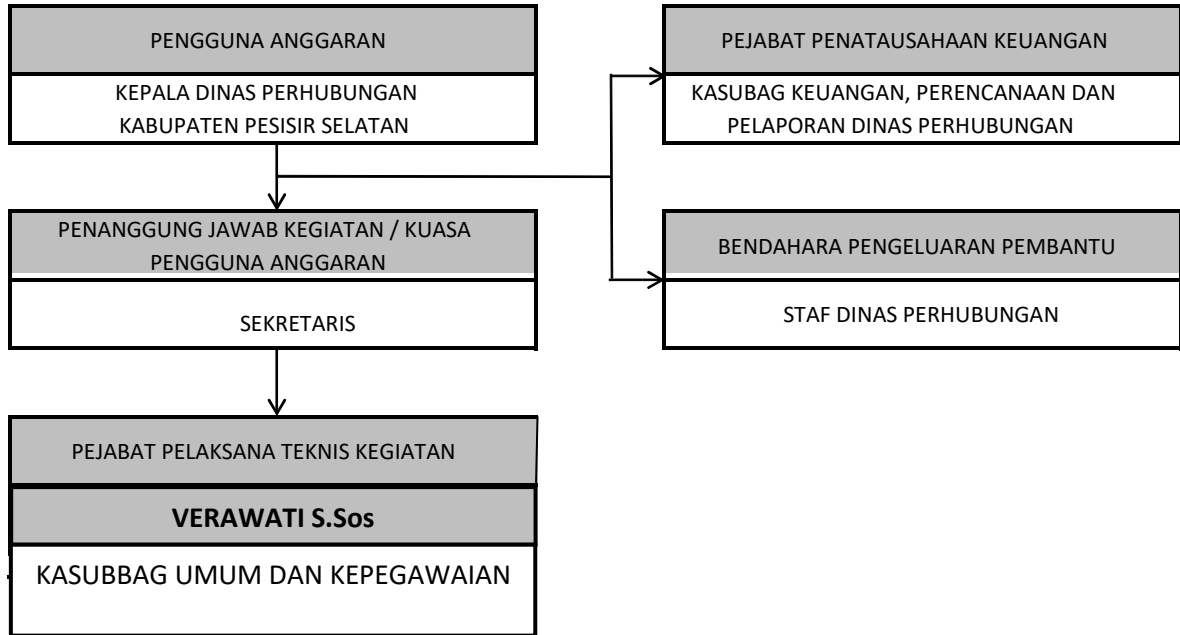 PENGGUNA ANGGARAN
KEPALA DINAS PERHUBUNGAN
KABUPATEN PESISIR SELATAN
PEJABAT PENATAUSAHAAN KEUANGAN
KASUBAG KEUANGAN, PERENCANAAN DAN
PELAPORAN DINAS PERHUBUNGAN
PENANGGUNG JAWAB KEGIATAN / KUASA
PENGGUNA ANGGARAN
SEKRETARIS
BENDAHARA PENGELUARAN PEMBANTU
STAF DINAS PERHUBUNGAN
PEJABAT PELAKSANA TEKNIS KEGIATAN
VERAWATI S.Sos
KASUBBAG UMUM DAN KEPEGAWAIAN